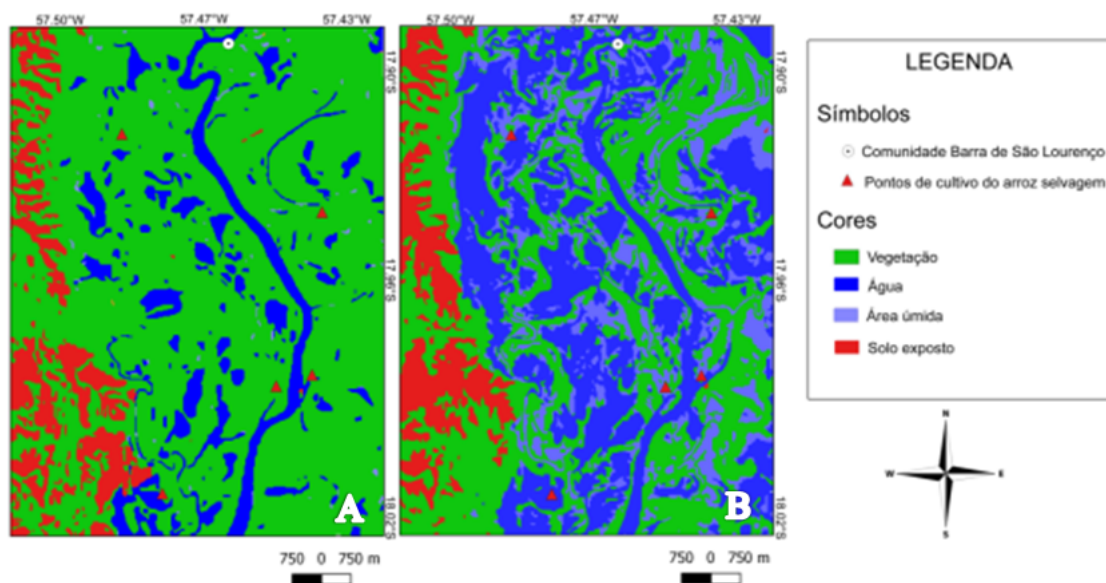 57.50°W 57.47°W 57.43°W
17.90°S
17.96°S
18.02°S
A
750 0 750 m
57.50°W 57.47°W 57.43°W
17.90°S
17.96°S
18.02°S
B
750 0 750 m
LEGENDA
Símbolos
Comunidade Barra de São Lourenço
Pontos de cultivo do arroz selvagem
Cores
Vegetação
Água
Área úmida
Solo exposto
N
W E
S